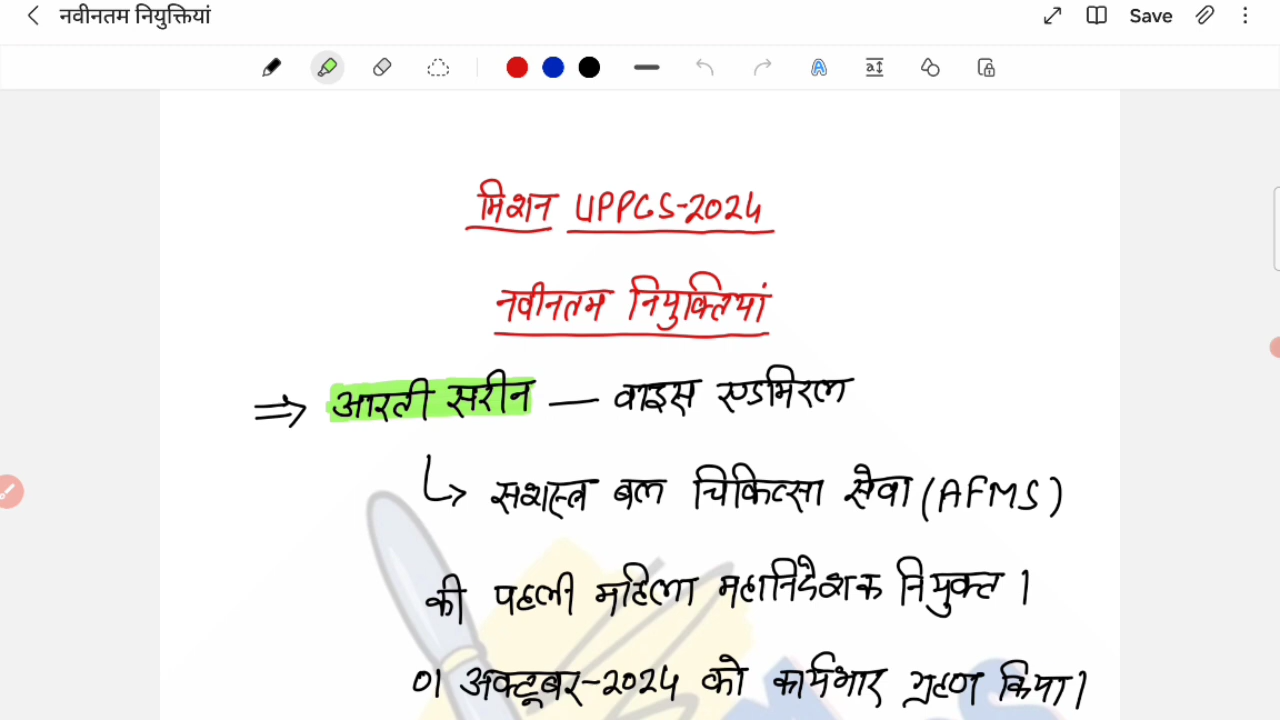 नवीनतम नियुक्तियां
Save
मिशन UPPCS-2024
नवीनतम नियुक्तियां
⇒ आरती सरीन — वाइस एडमिरल
↳ सशस्त्र बल चिकित्सा सेवा (AFMS)
की पहली महिला महानिदेशक नियुक्त।
01 अक्टूबर-2024 को कार्यभार ग्रहण किया।